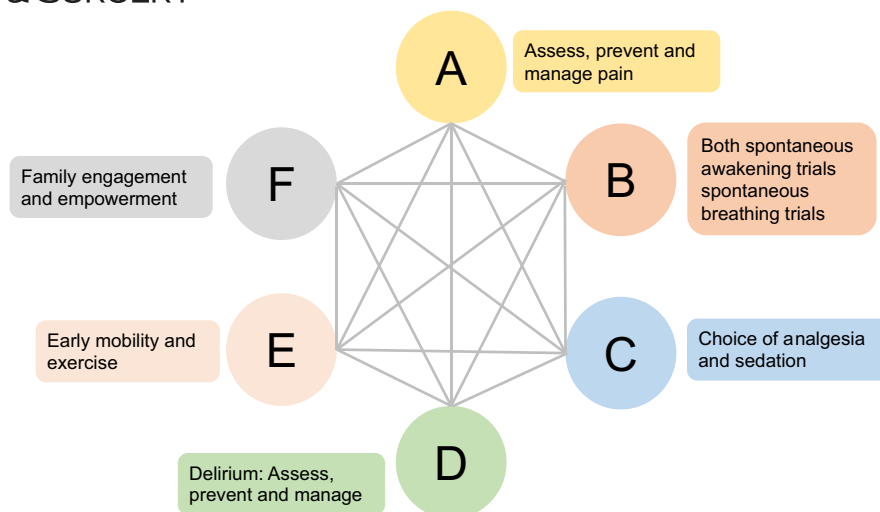 A
Assess, prevent and
manage pain
B
Both spontaneous
awakening trials
spontaneous
breathing trials
C
Choice of analgesia
and sedation
D
Delirium: Assess,
prevent and manage
E
Early mobility and
exercise
F
Family engagement
and empowerment